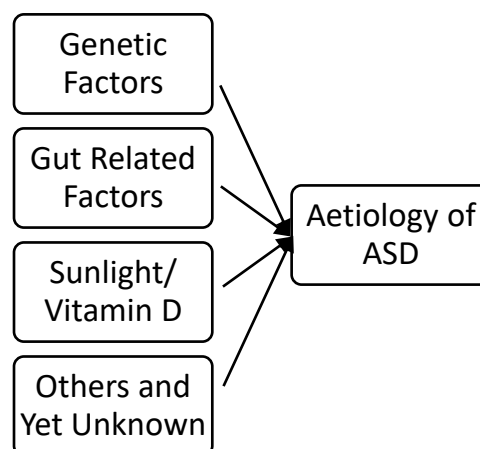 Genetic
Factors
Gut Related
Factors
Sunlight/
Vitamin D
Others and
Yet Unknown
Aetiology of
ASD